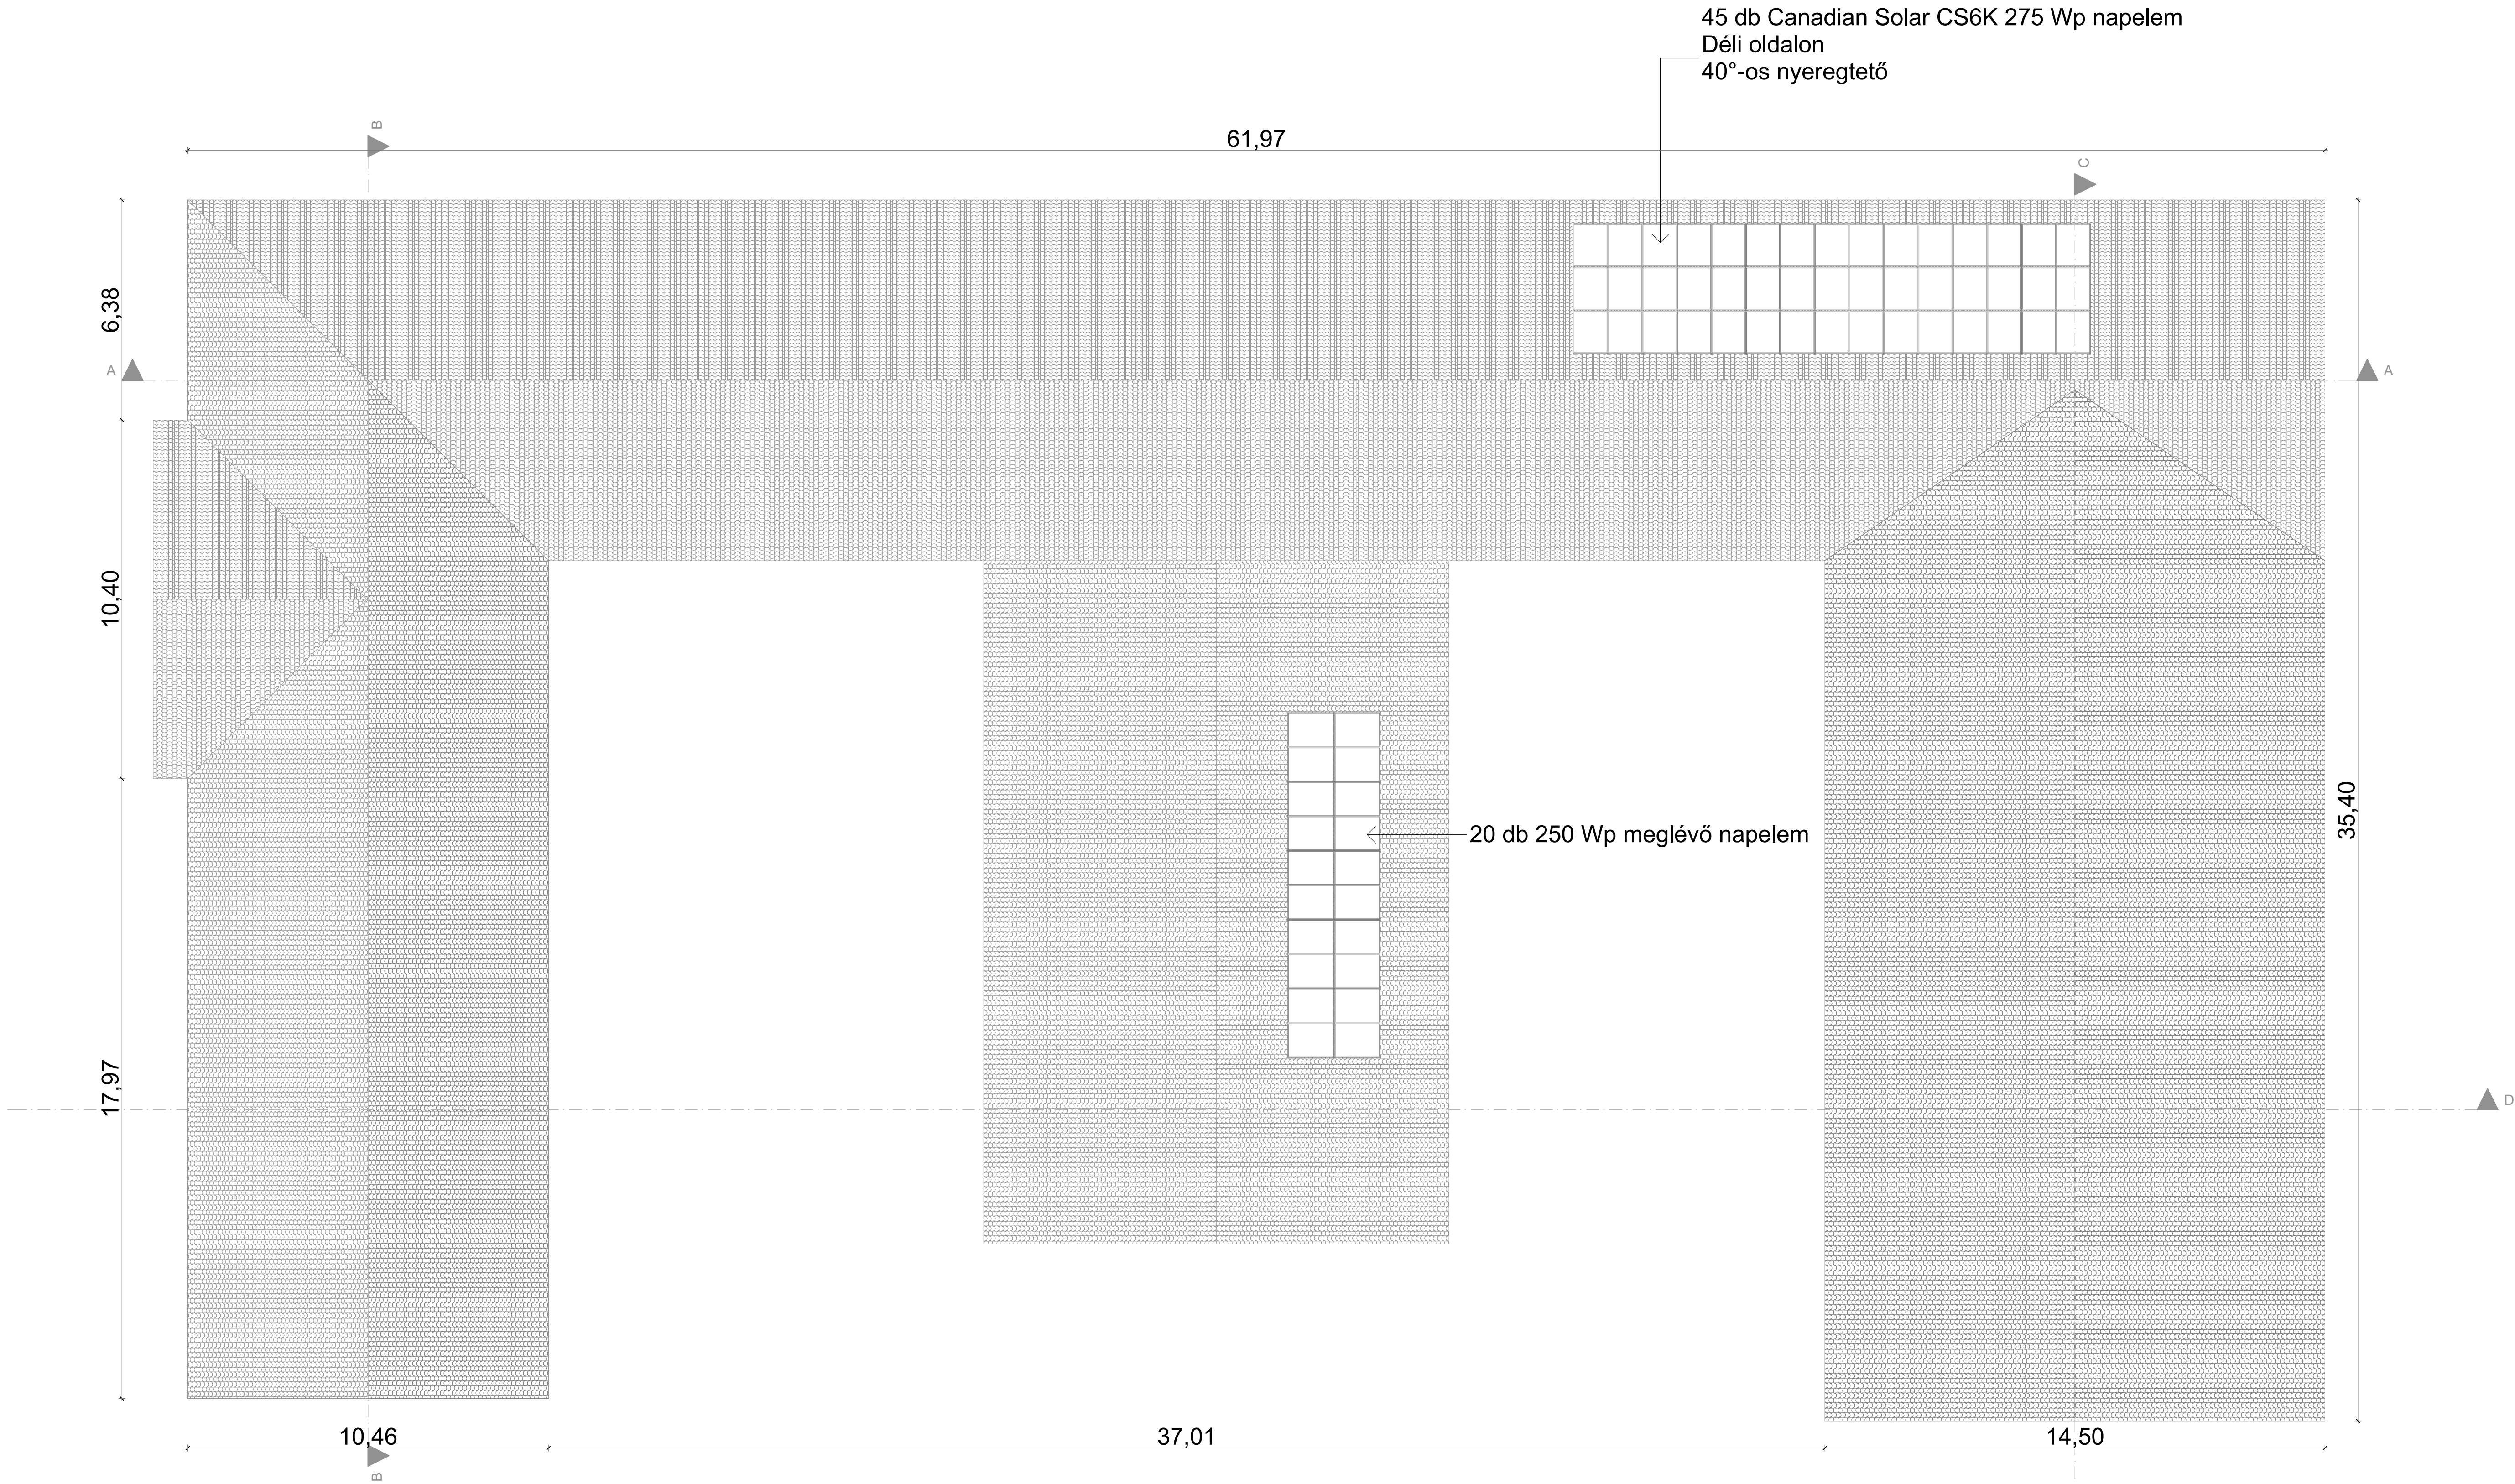 45 db Canadian Solar CS6K 275 Wp napelem
Déli oldalon
40°-os nyeregtető
B
61,97
C
6,38
A
A
10,40
20 db 250 Wp meglévő napelem
35,40
17,97
D
10,46
37,01
14,50
B